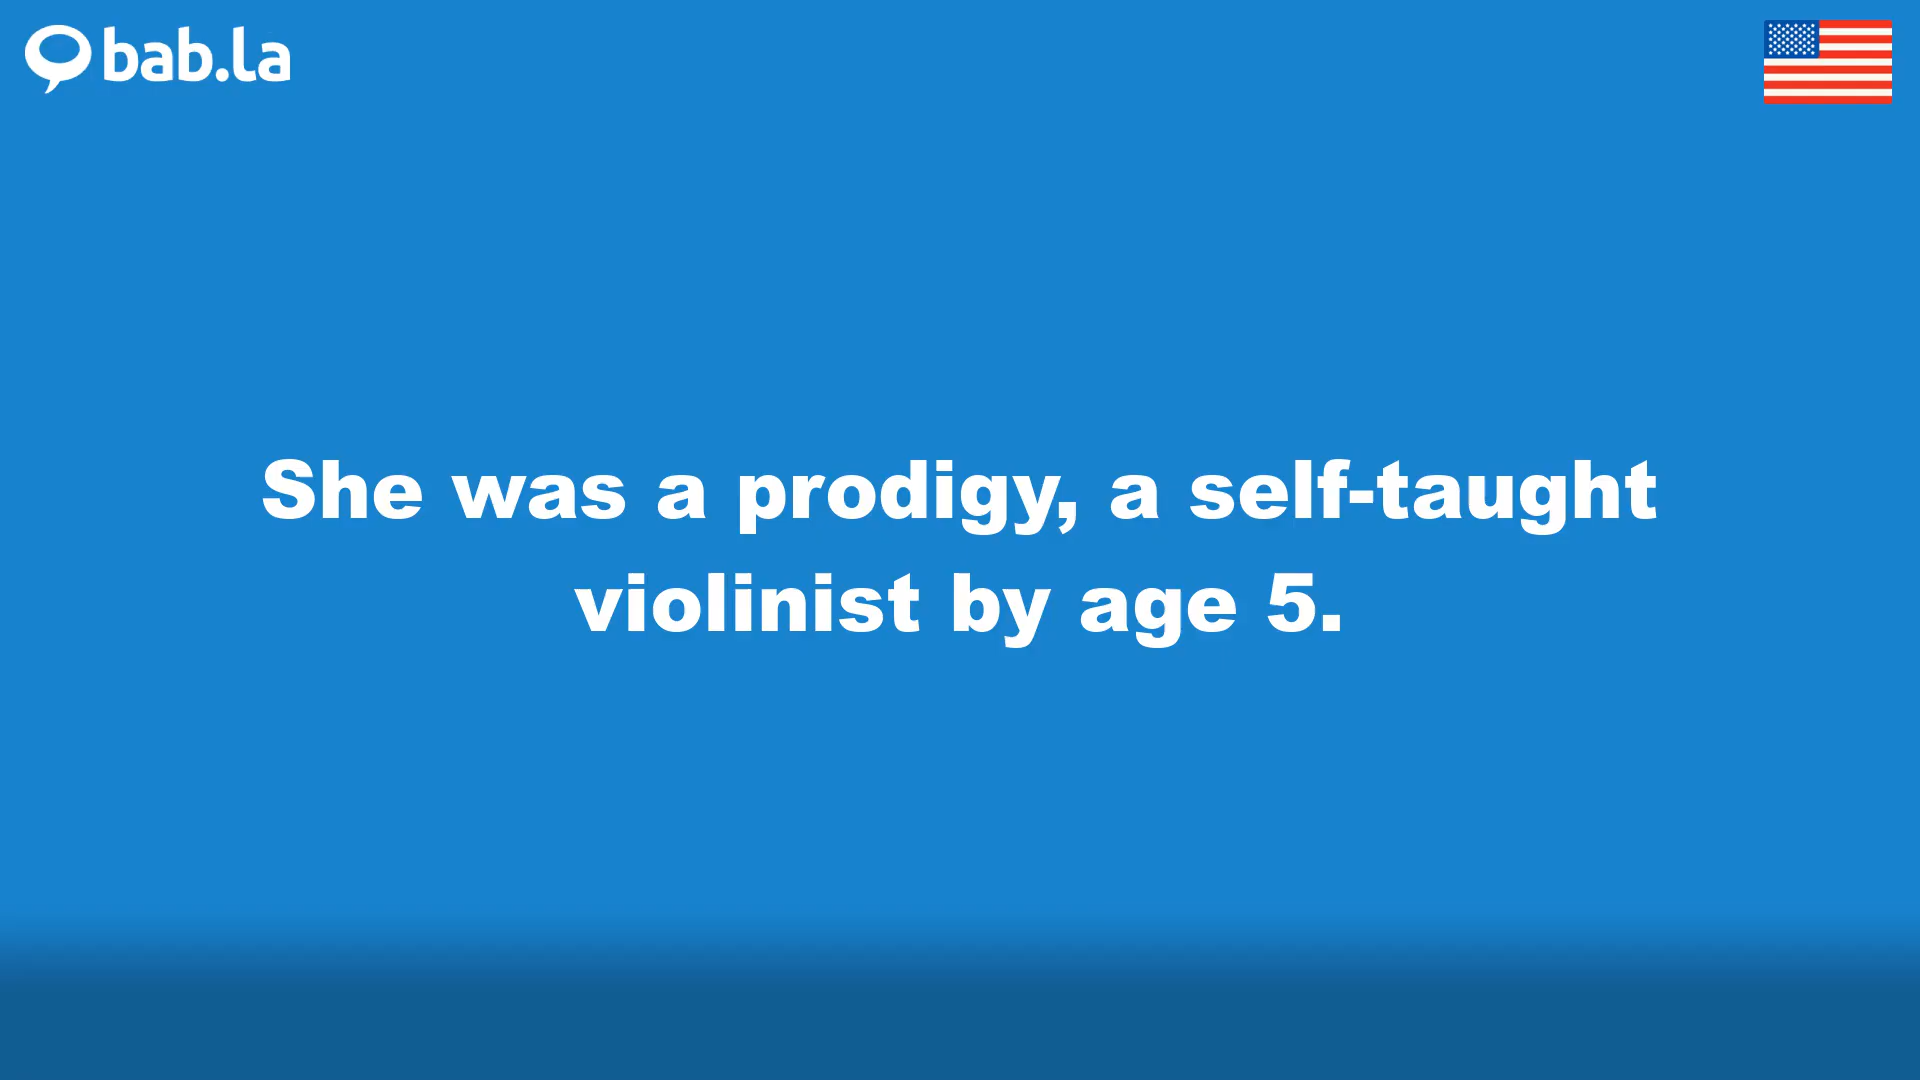 bab.la
She was a prodigy, a self-taught
violinist by age 5.